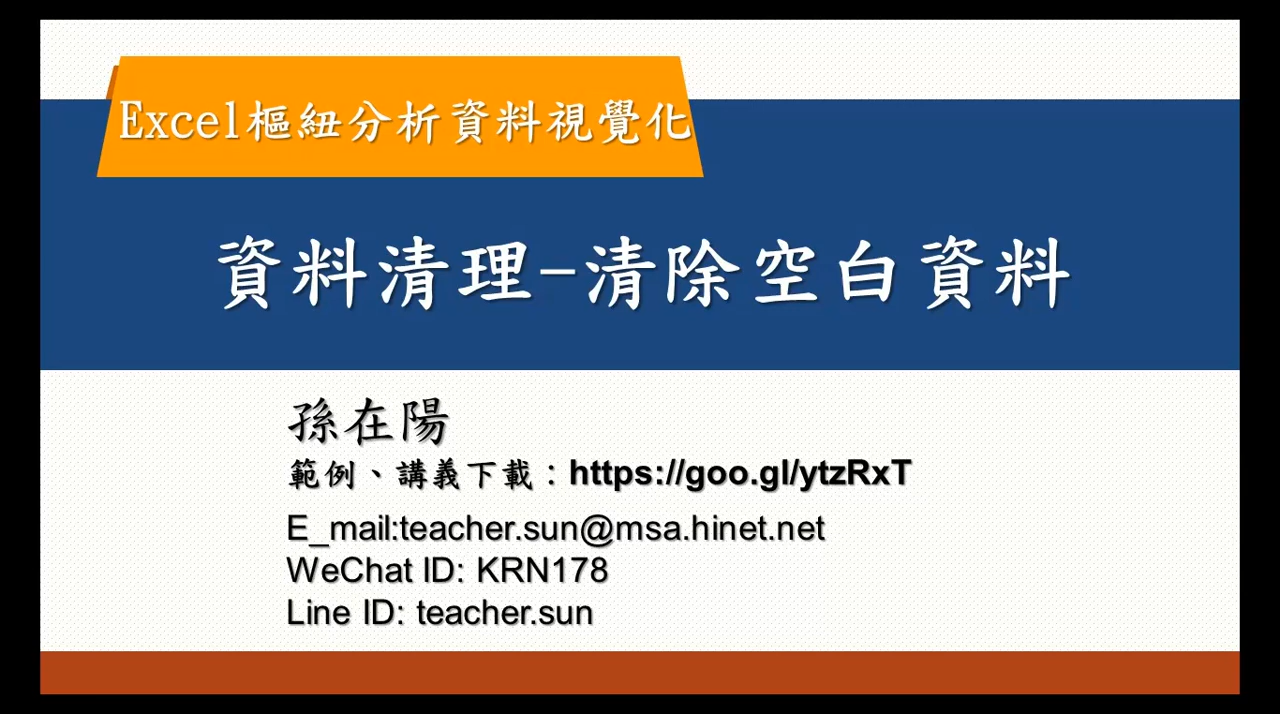 Excel樞紐分析資料視覺化
資料清理-清除空白資料
孫在陽
範例、講義下載：https://goo.gl/ytzRxT
E_mail:teacher.sun@msa.hinet.net
WeChat ID: KRN178
Line ID: teacher.sun